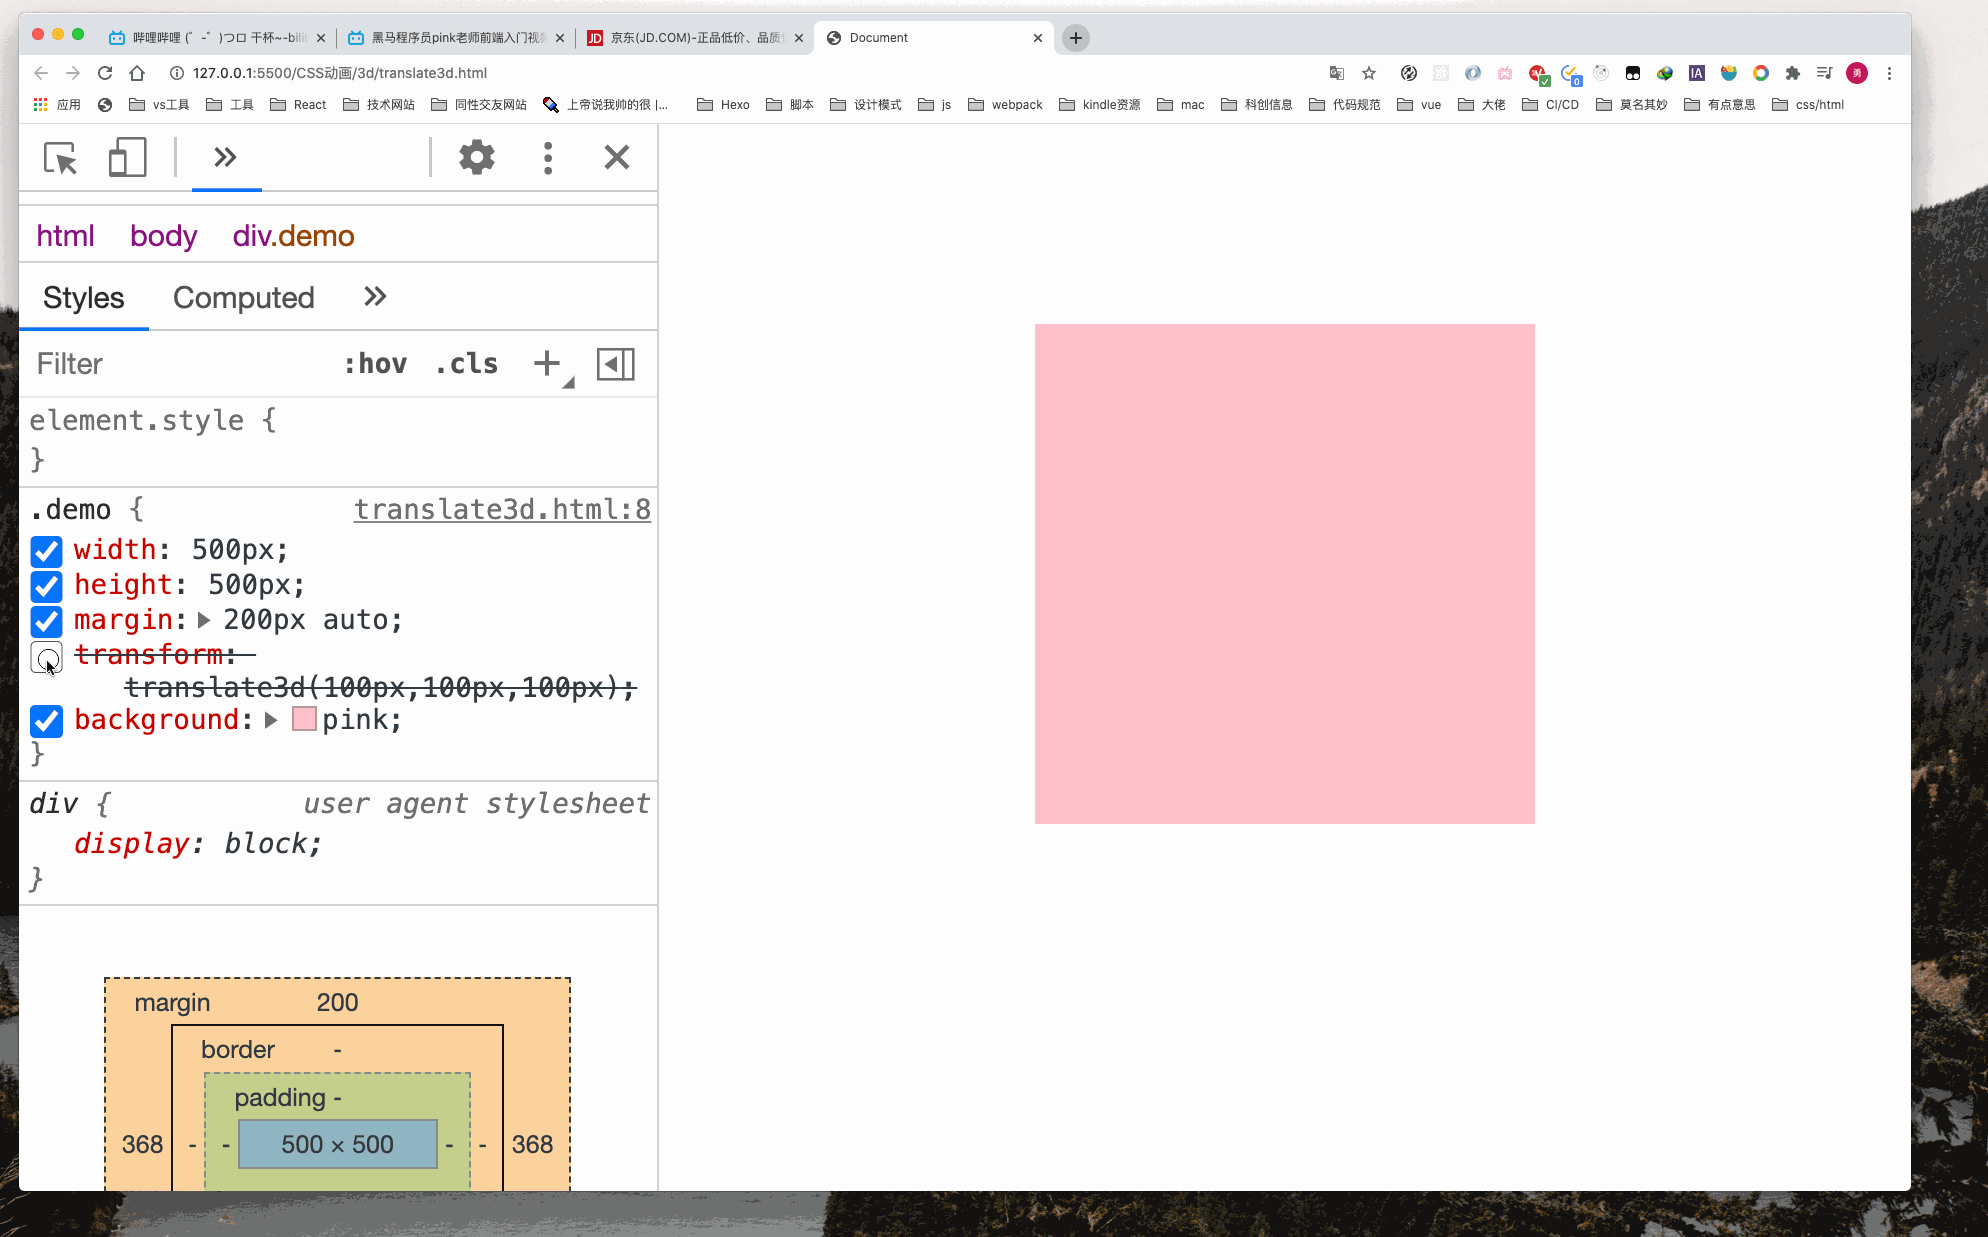 哔哩哔哩 (゜-゜)つロ 干杯~-bili
黑马程序员pink老师前端入门视
JD 京东(JD.COM)-正品低价、品质
Document
127.0.0.1:5500/CSS动画/3d/translate3d.html
IA
0
勇
应用
vs工具
工具
React
技术网站
同性交友网站
上帝说我帅的很 |...
Hexo
脚本
设计模式
js
webpack
kindle资源
mac
科创信息
代码规范
vue
大佬
CI/CD
莫名其妙
有点意思
css/html
html body div.demo
Styles Computed
Filter :hov .cls
element.style {
}
.demo { translate3d.html:8
width: 500px;
height: 500px;
margin: 200px auto;
transform:
translate3d(100px,100px,100px);
background: pink;
}
div { user agent stylesheet
display: block;
}
margin 200
border -
padding -
368 - - 500 × 500 - - 368